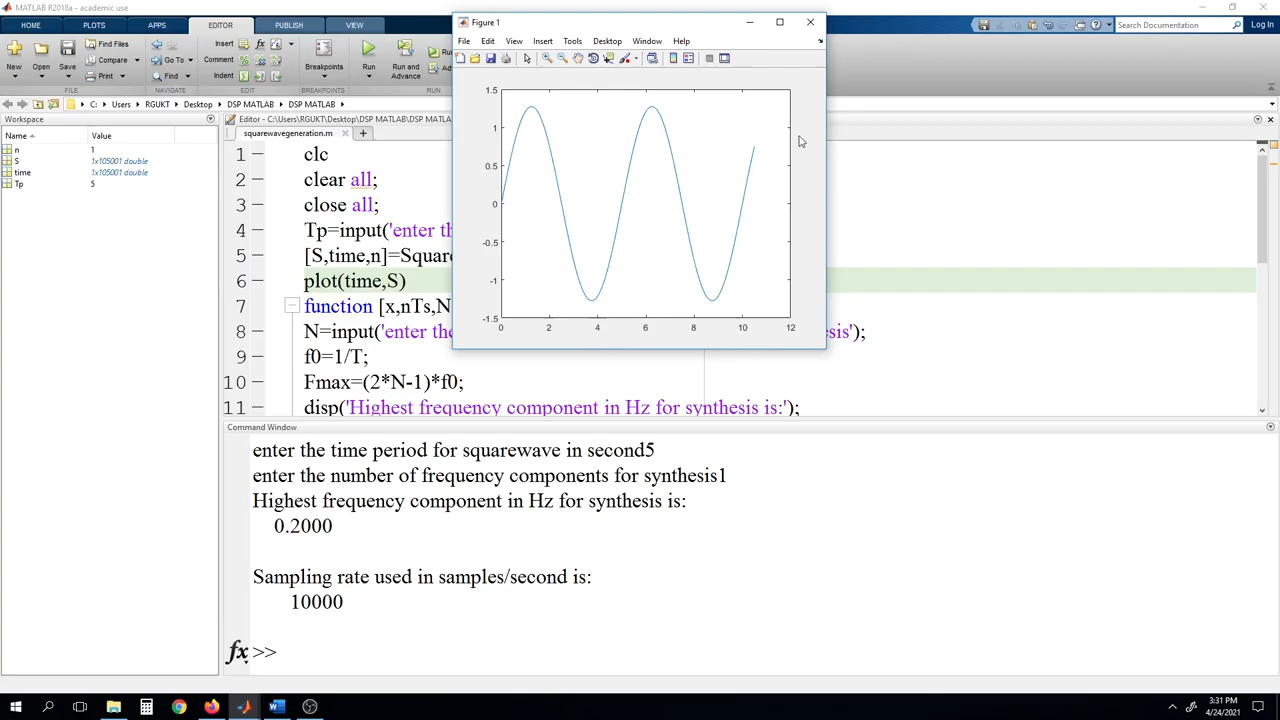 MATLAB R2018a - academic use
HOME PLOTS APPS EDITOR PUBLISH VIEW
Search Documentation Log In
New Open Save Find Files Compare Print
Insert Comment Indent
Go To Find
Breakpoints Run Run and Advance
FILE NAVIGATE EDIT BREAKPOINTS RUN
C: Users RGUKT Desktop DSP MATLAB DSP MATLAB
Workspace
Name Value
n 1
S 1x105001 double
time 1x105001 double
Tp 5
Editor - C:\Users\RGUKT\Desktop\DSP MATLAB\DSP MATLA
squarewavegeneration.m
1 clc
2 clear all;
3 close all;
4 Tp=input('enter th
5 [S,time,n]=Squar
6 plot(time,S)
7 function [x,nTs,N
8 N=input('enter the
sis');
9 f0=1/T;
10 Fmax=(2*N-1)*f0;
11 disp('Highest frequency component in Hz for synthesis is:');
Figure 1
File Edit View Insert Tools Desktop Window Help
1.5
1
0.5
0
-0.5
-1
-1.5
0 2 4 6 8 10 12
Command Window
enter the time period for squarewave in second5
enter the number of frequency components for synthesis1
Highest frequency component in Hz for synthesis is:
0.2000
Sampling rate used in samples/second is:
10000
fx >>
3:31 PM
4/24/2021